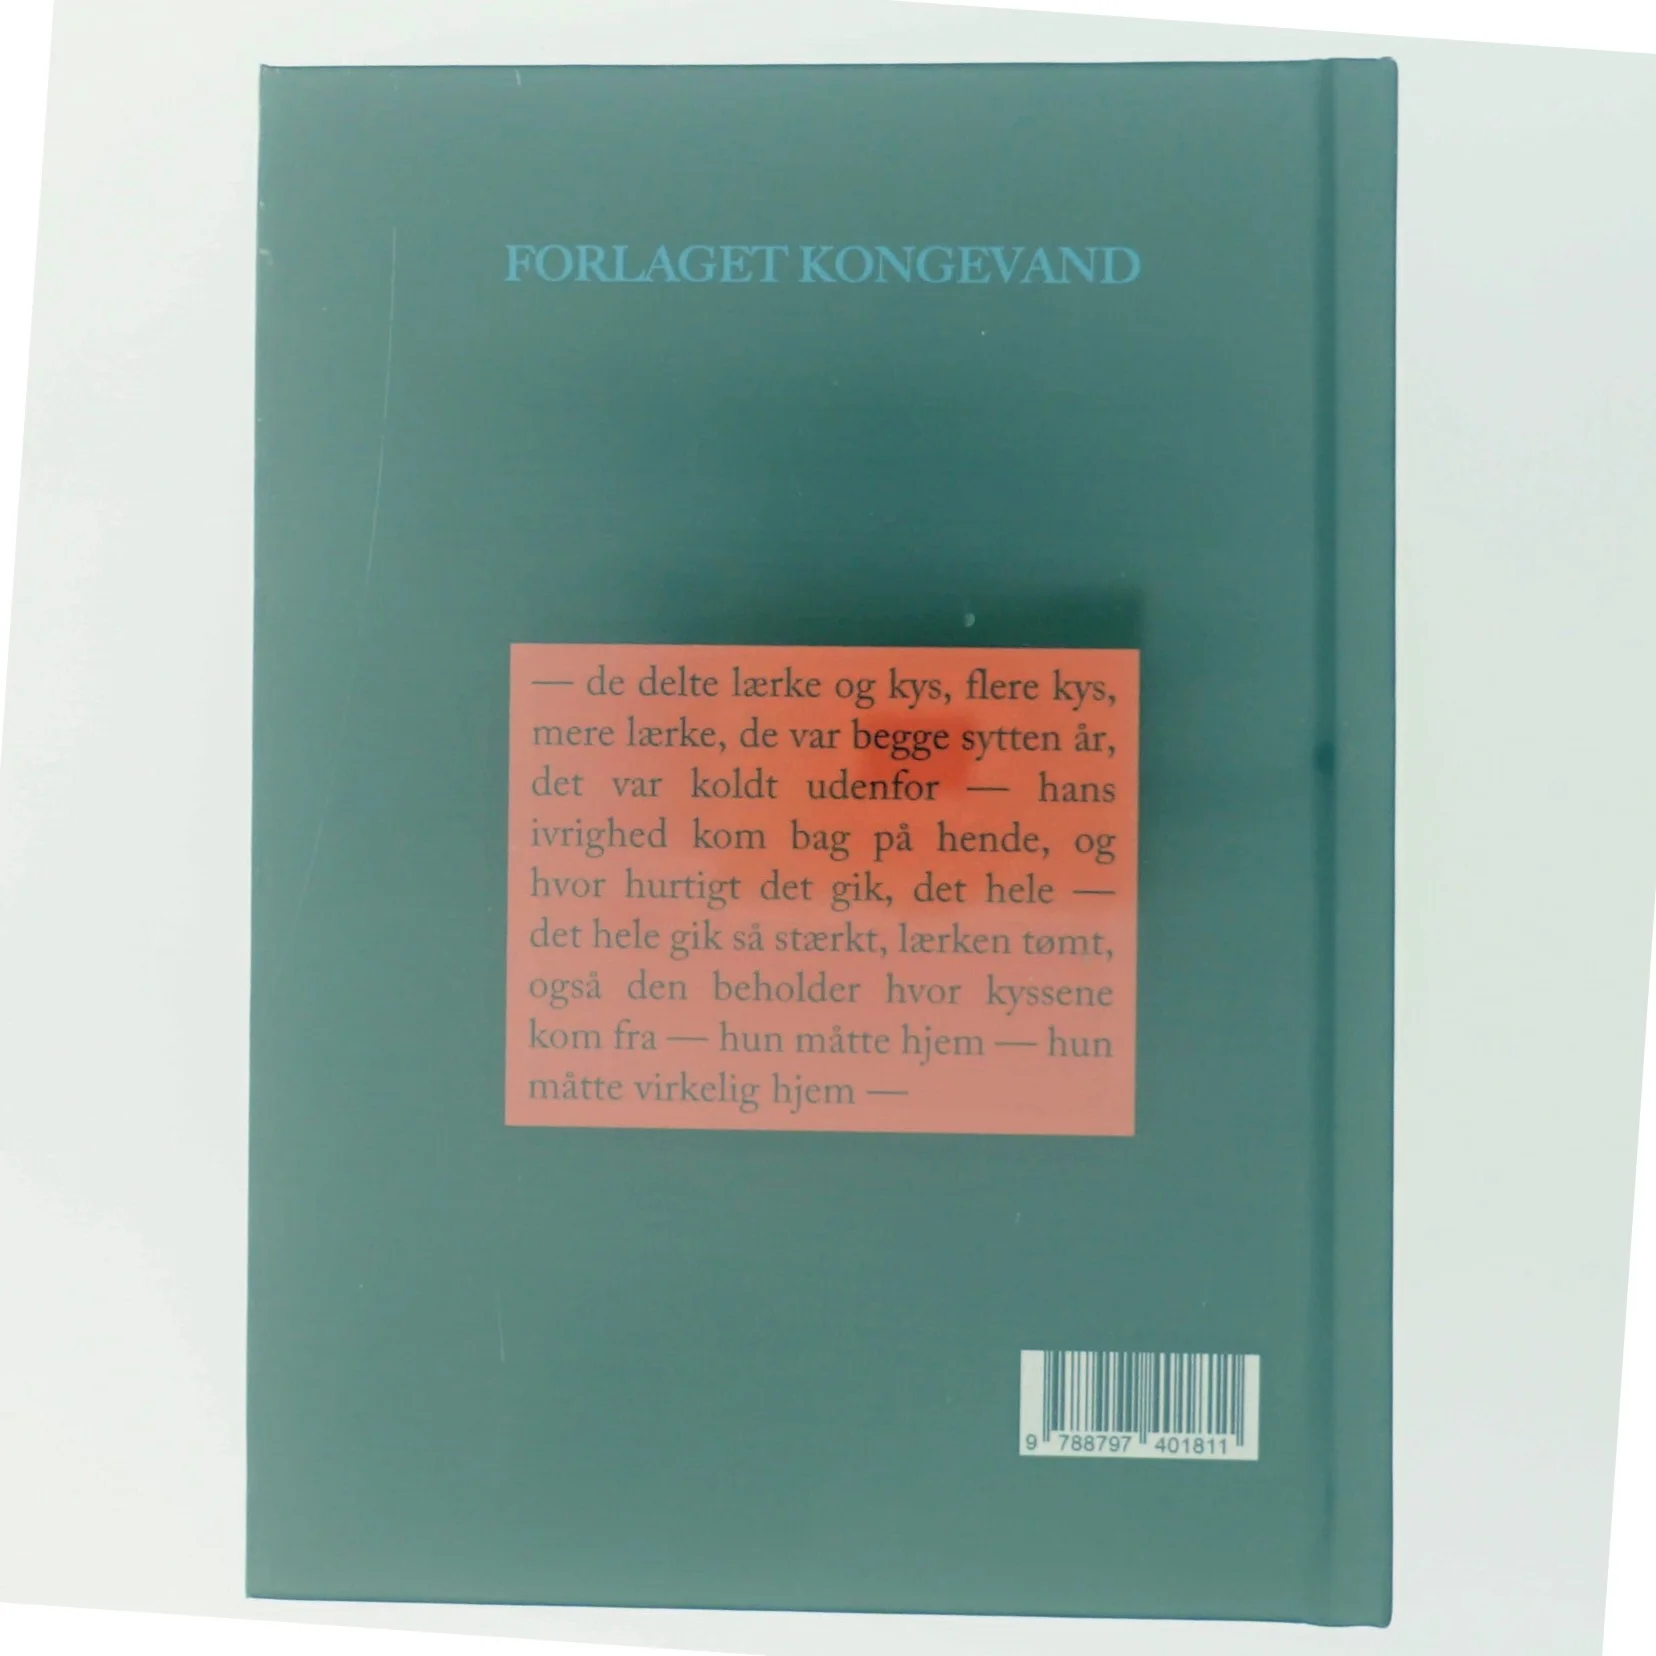 FORLAGET KONGEVAND
— de delte lærke og kys, flere kys,
mere lærke, de var begge sytten år,
det var koldt udenfor — hans
ivrighed kom bag på hende, og
hvor hurtigt det gik, det hele —
det hele gik så stærkt, lærken tømt,
også den beholder hvor kyssene
kom fra — hun måtte hjem — hun
måtte virkelig hjem —
9 788797 401811